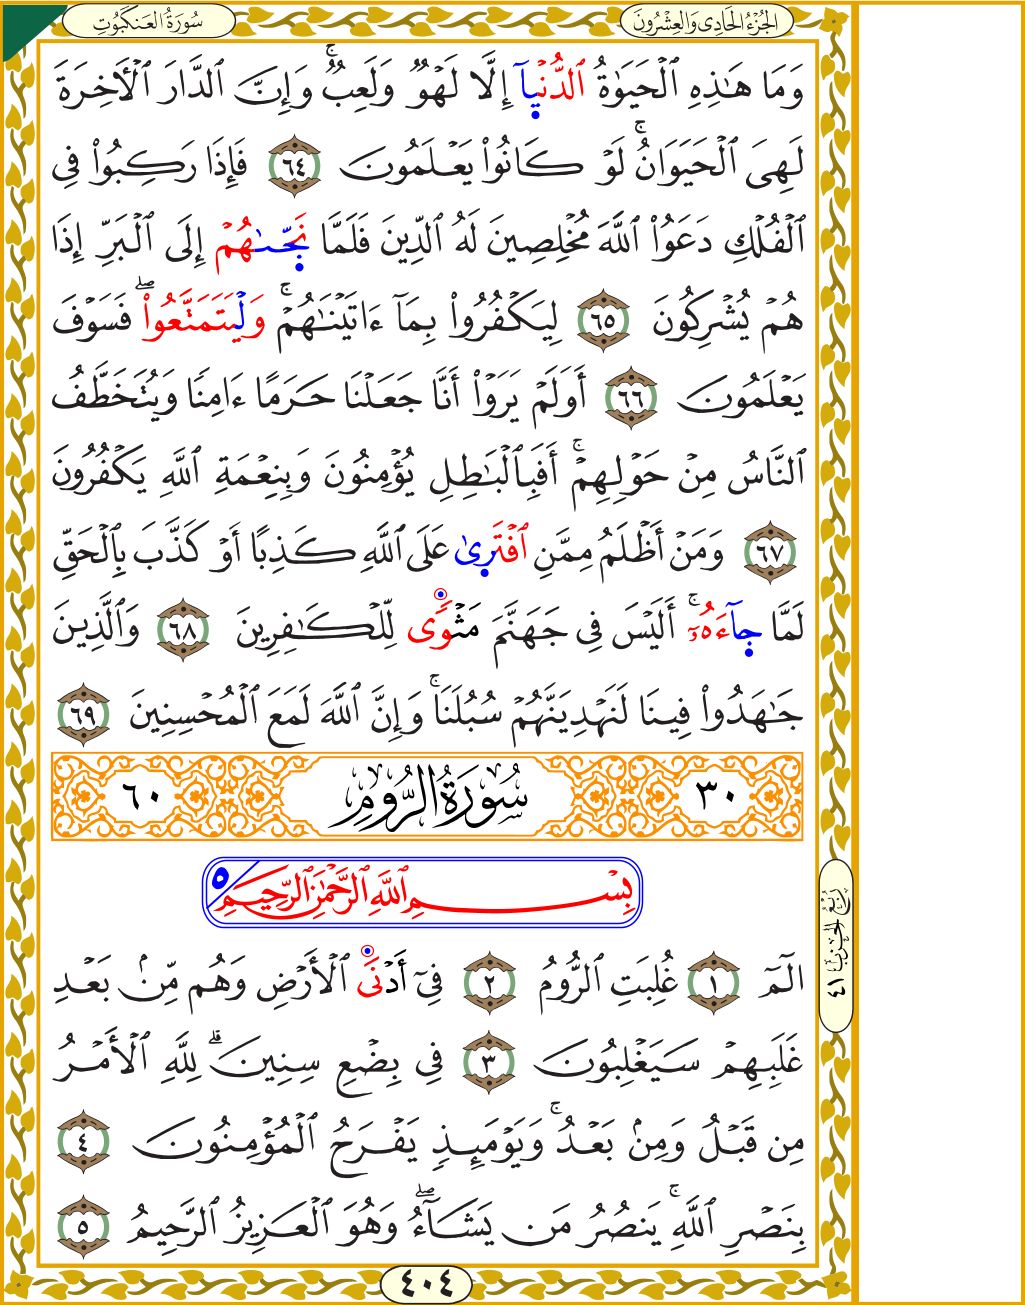 الجُزْءُ الحَادِى وَالعِشْرُونَ
سُورَةُ العَنكَبُوتِ
وَمَا هَٰذِهِ ٱلْحَيَوٰةُ ٱلدُّنْيَآ إِلَّا لَهْوٌ وَلَعِبٌ ۚ وَإِنَّ ٱلدَّارَ ٱلْأَخِرَةَ
لَهِىَ ٱلْحَيَوَانُ ۚ لَوْ كَانُوا۟ يَعْلَمُونَ ٦٤ فَإِذَا رَكِبُوا۟ فِى
ٱلْفُلْكِ دَعَوُا۟ ٱللَّهَ مُخْلِصِينَ لَهُ ٱلدِّينَ فَلَمَّا نَجَّىٰهُمْ إِلَى ٱلْبَرِّ إِذَا
هُمْ يُشْرِكُونَ ٦٥ لِيَكْفُرُوا۟ بِمَآ ءَاتَيْنَٰهُمْ ۚ وَلْيَتَمَتَّعُوا۟ ۖ فَسَوْفَ
يَعْلَمُونَ ٦٦ أَوَلَمْ يَرَوْا۟ أَنَّا جَعَلْنَا حَرَمًا ءَامِنًا وَيُتَخَطَّفُ
ٱلنَّاسُ مِنْ حَوْلِهِمْ ۚ أَفَبِٱلْبَٰطِلِ يُؤْمِنُونَ وَبِنِعْمَةِ ٱللَّهِ يَكْفُرُونَ
٦٧ وَمَنْ أَظْلَمُ مِمَّنِ ٱفْتَرِىٰ عَلَى ٱللَّهِ كَذِبًا أَوْ كَذَّبَ بِٱلْحَقِّ
لَمَّا جَآءَهُۥٓ ۚ أَلَيْسَ فِى جَهَنَّمَ مَثْوًى لِّلْكَٰفِرِينَ ٦٨ وَٱلَّذِينَ
جَٰهَدُوا۟ فِينَا لَنَهْدِيَنَّهُمْ سُبُلَنَا ۚ وَإِنَّ ٱللَّهَ لَمَعَ ٱلْمُحْسِنِينَ ٦٩
٣٠ سُورَةُ الرُّومِ ٦٠
بِسْمِ ٱللَّهِ ٱلرَّحْمَٰنِ ٱلرَّحِيمِ ٥
الٓمٓ ١ غُلِبَتِ ٱلرُّومُ ٢ فِىٓ أَدْنَى ٱلْأَرْضِ وَهُم مِّنۢ بَعْدِ
غَلَبِهِمْ سَيَغْلِبُونَ ٣ فِى بِضْعِ سِنِينَ ۗ لِلَّهِ ٱلْأَمْرُ
مِن قَبْلُ وَمِنۢ بَعْدُ ۚ وَيَوْمَئِذٍ يَفْرَحُ ٱلْمُؤْمِنُونَ ٤
بِنَصْرِ ٱللَّهِ ۚ يَنصُرُ مَن يَشَآءُ ۖ وَهُوَ ٱلْعَزِيزُ ٱلرَّحِيمُ ٥
رُبْعُ الحِزْبِ ٤١
٤٠٤